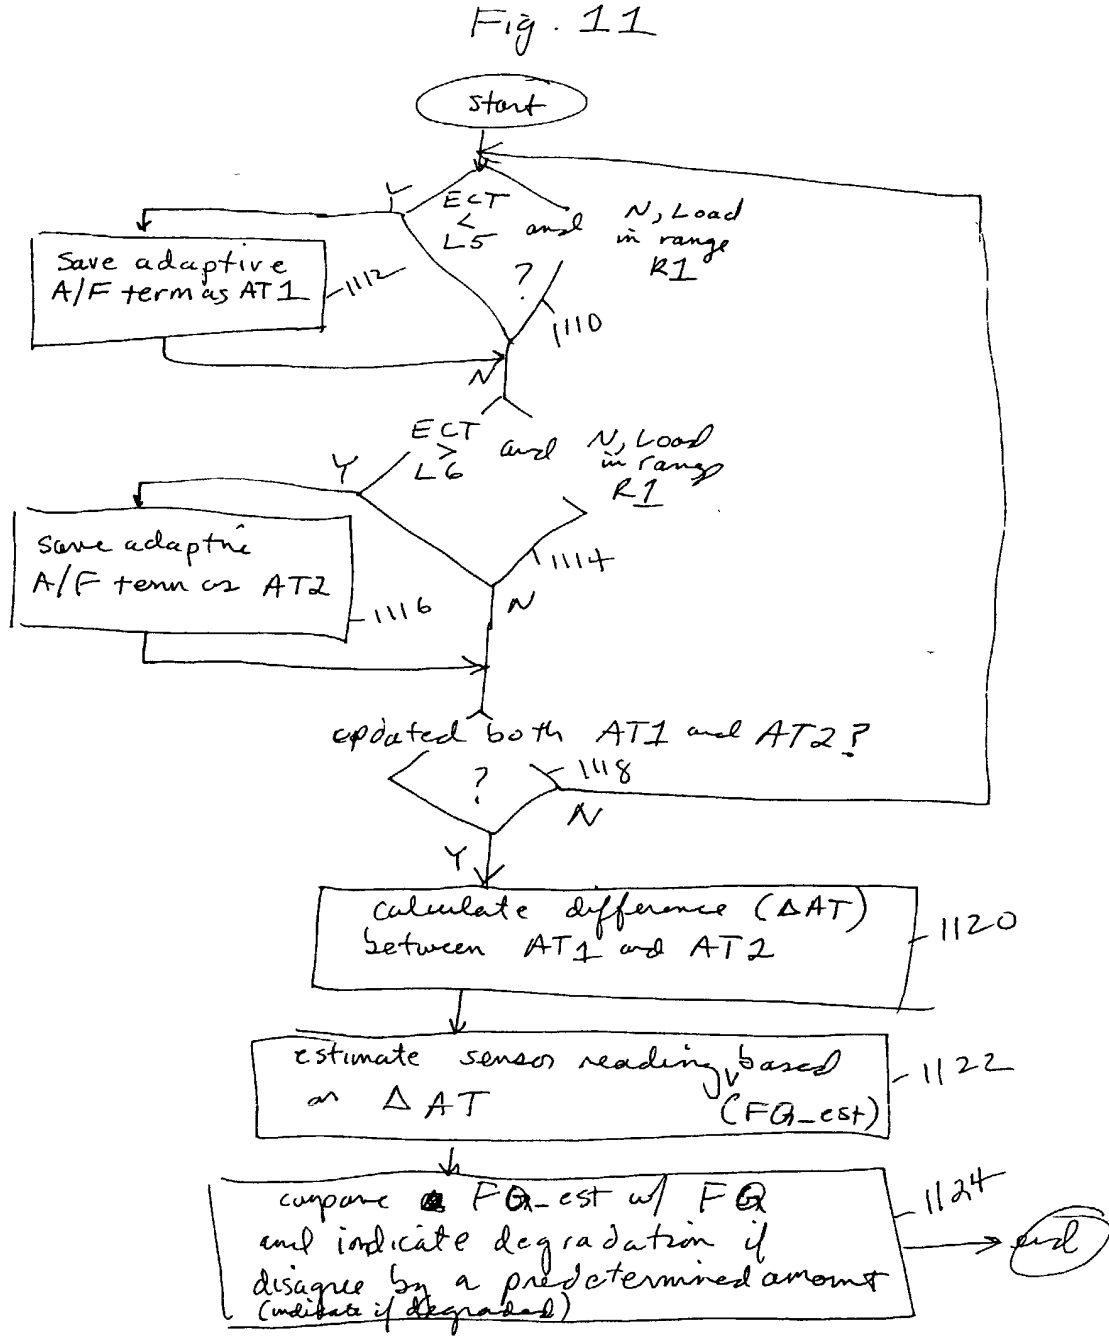 Fig. 11
start
Y
ECT
<
L5
and
N, Load
in range
R1
?
1110
save adaptive
A/F term as AT1
1112
N
ECT
>
L6
and
N, Load
in range
R1
Y
1114
save adaptive
A/F term as AT2
1116
N
updated both AT1 and AT2?
?
1118
N
Y
calculate difference (ΔAT)
between AT1 and AT2
1120
estimate sensor reading based
(FQ_est)
on ΔAT
1122
compare FQ_est w/ FQ
and indicate degradation if
disagree by a predetermined amount
(indicate if degraded)
1124
end